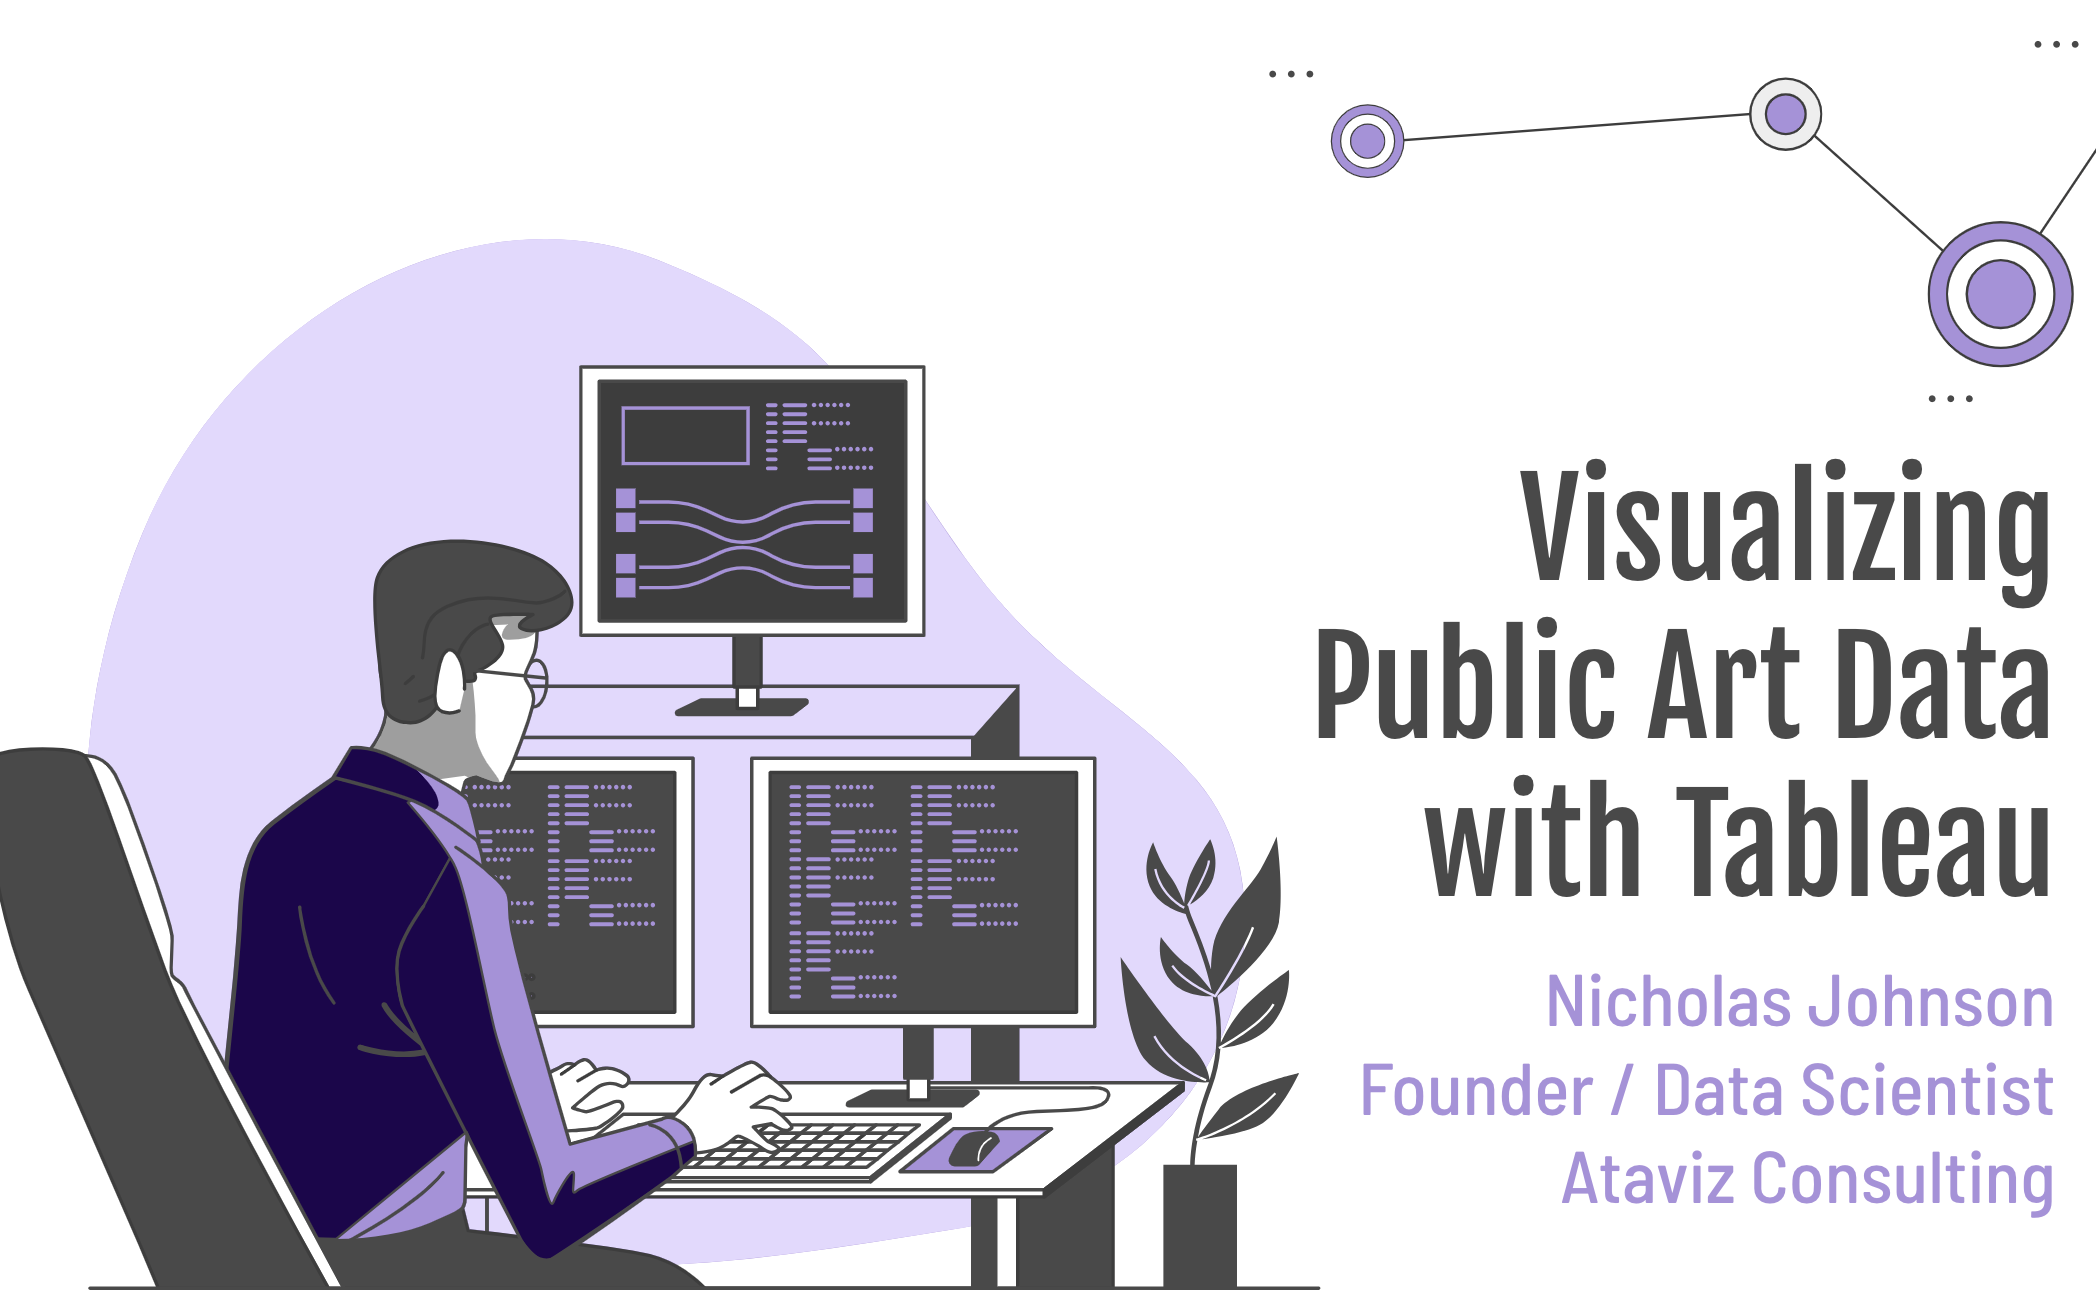 Visualizing
Public Art Data
with Tableau
Nicholas Johnson
Founder / Data Scientist
Ataviz Consulting